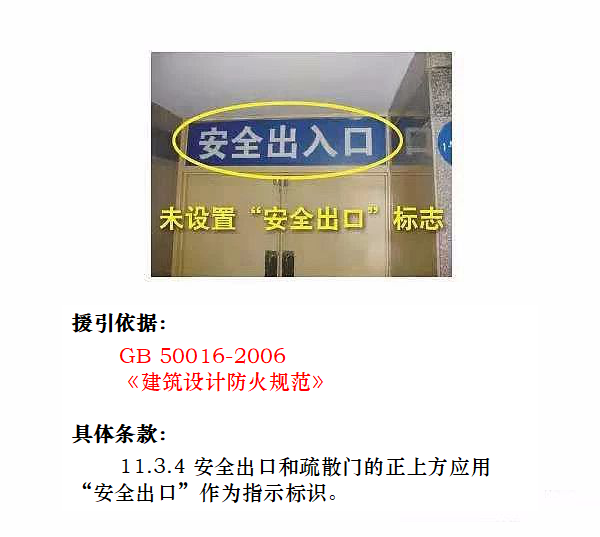 安全出入口
口
1号
未设置“安全出口”标志
援引依据：
GB 50016-2006
《建筑设计防火规范》
具体条款：
11.3.4 安全出口和疏散门的正上方应用
“安全出口”作为指示标识。